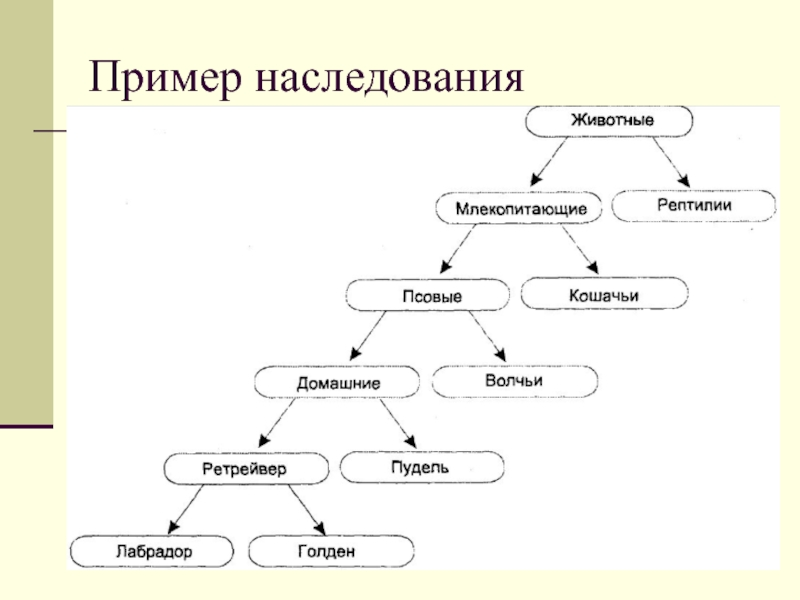 Пример наследования
Животные
Млекопитающие
Рептилии
Псовые
Кошачьи
Домашние
Волчьи
Ретрейвер
Пудель
Лабрадор
Голден